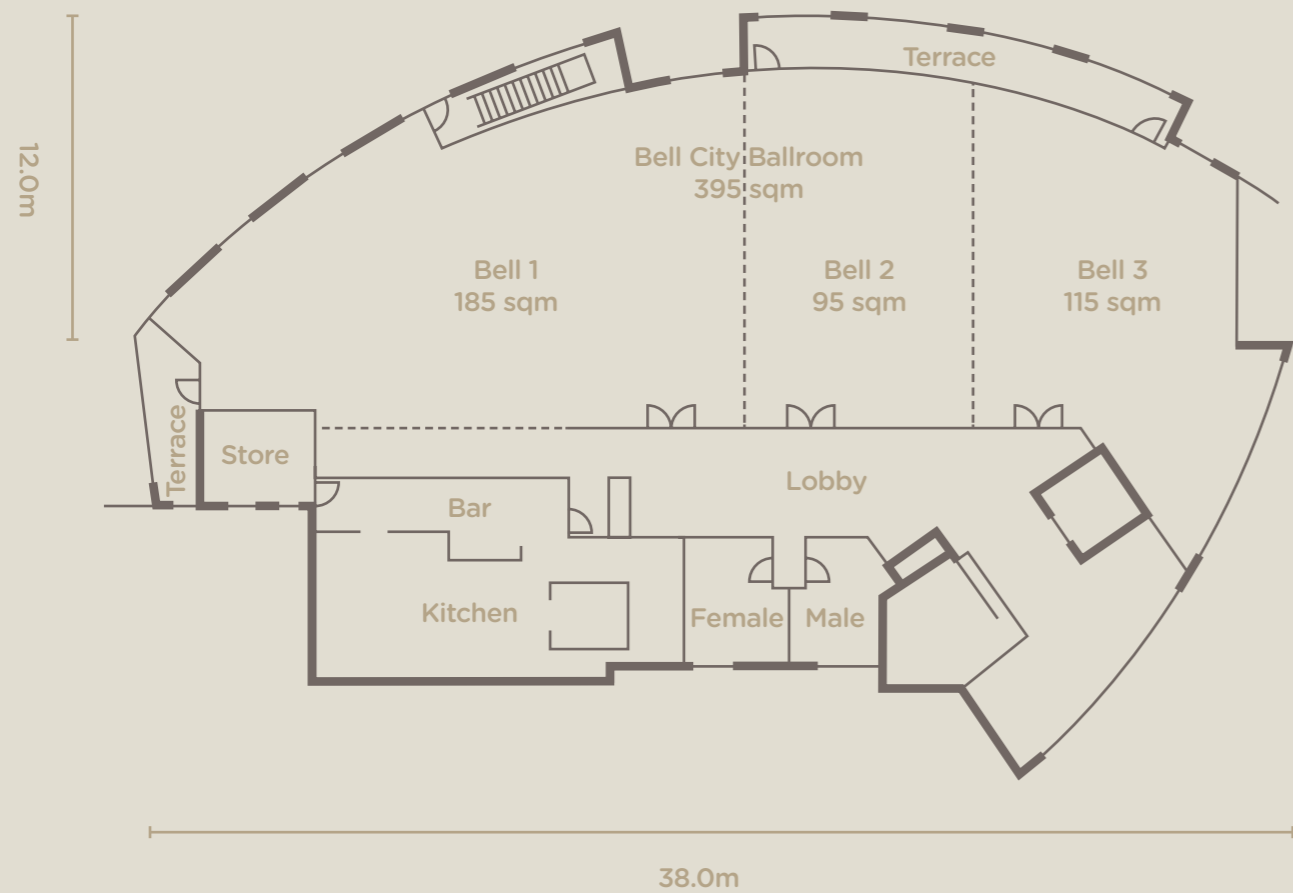 Terrace
12.0m
Bell City Ballroom
395 sqm
Bell 1
185 sqm
Bell 2
95 sqm
Bell 3
115 sqm
Terrace
Store
Lobby
Bar
Kitchen
Female
Male
38.0m